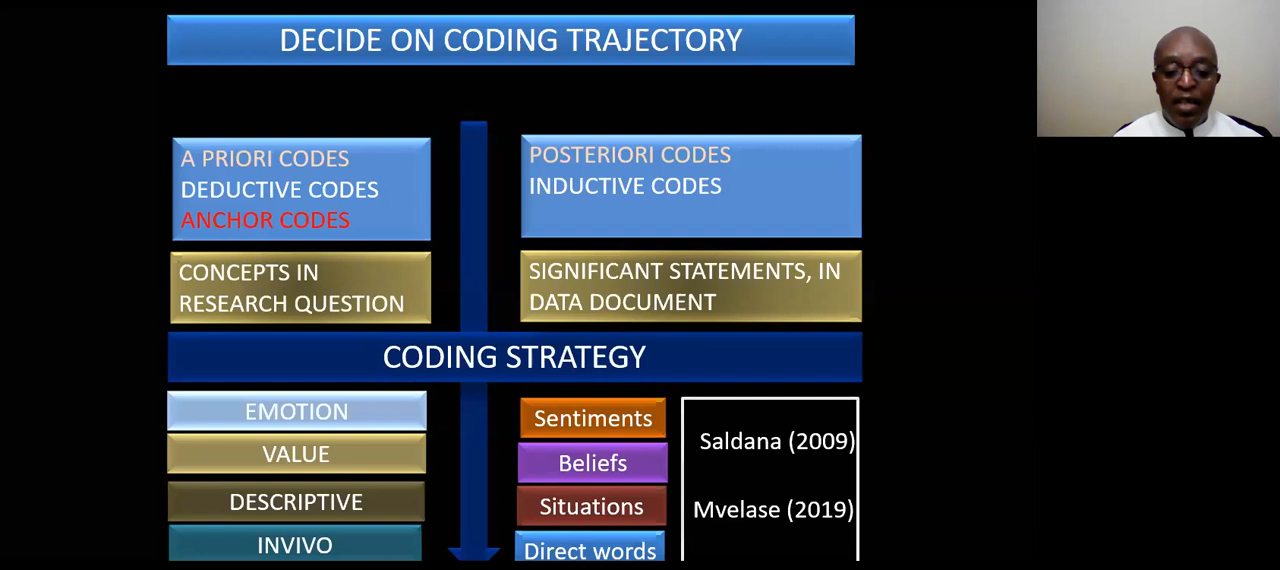 DECIDE ON CODING TRAJECTORY
A PRIORI CODES
DEDUCTIVE CODES
ANCHOR CODES
POSTERIORI CODES
INDUCTIVE CODES
CONCEPTS IN
RESEARCH QUESTION
SIGNIFICANT STATEMENTS, IN
DATA DOCUMENT
CODING STRATEGY
EMOTION
Sentiments
VALUE
Beliefs
DESCRIPTIVE
Situations
INVIVO
Direct words
Saldana (2009)
Mvelase (2019)